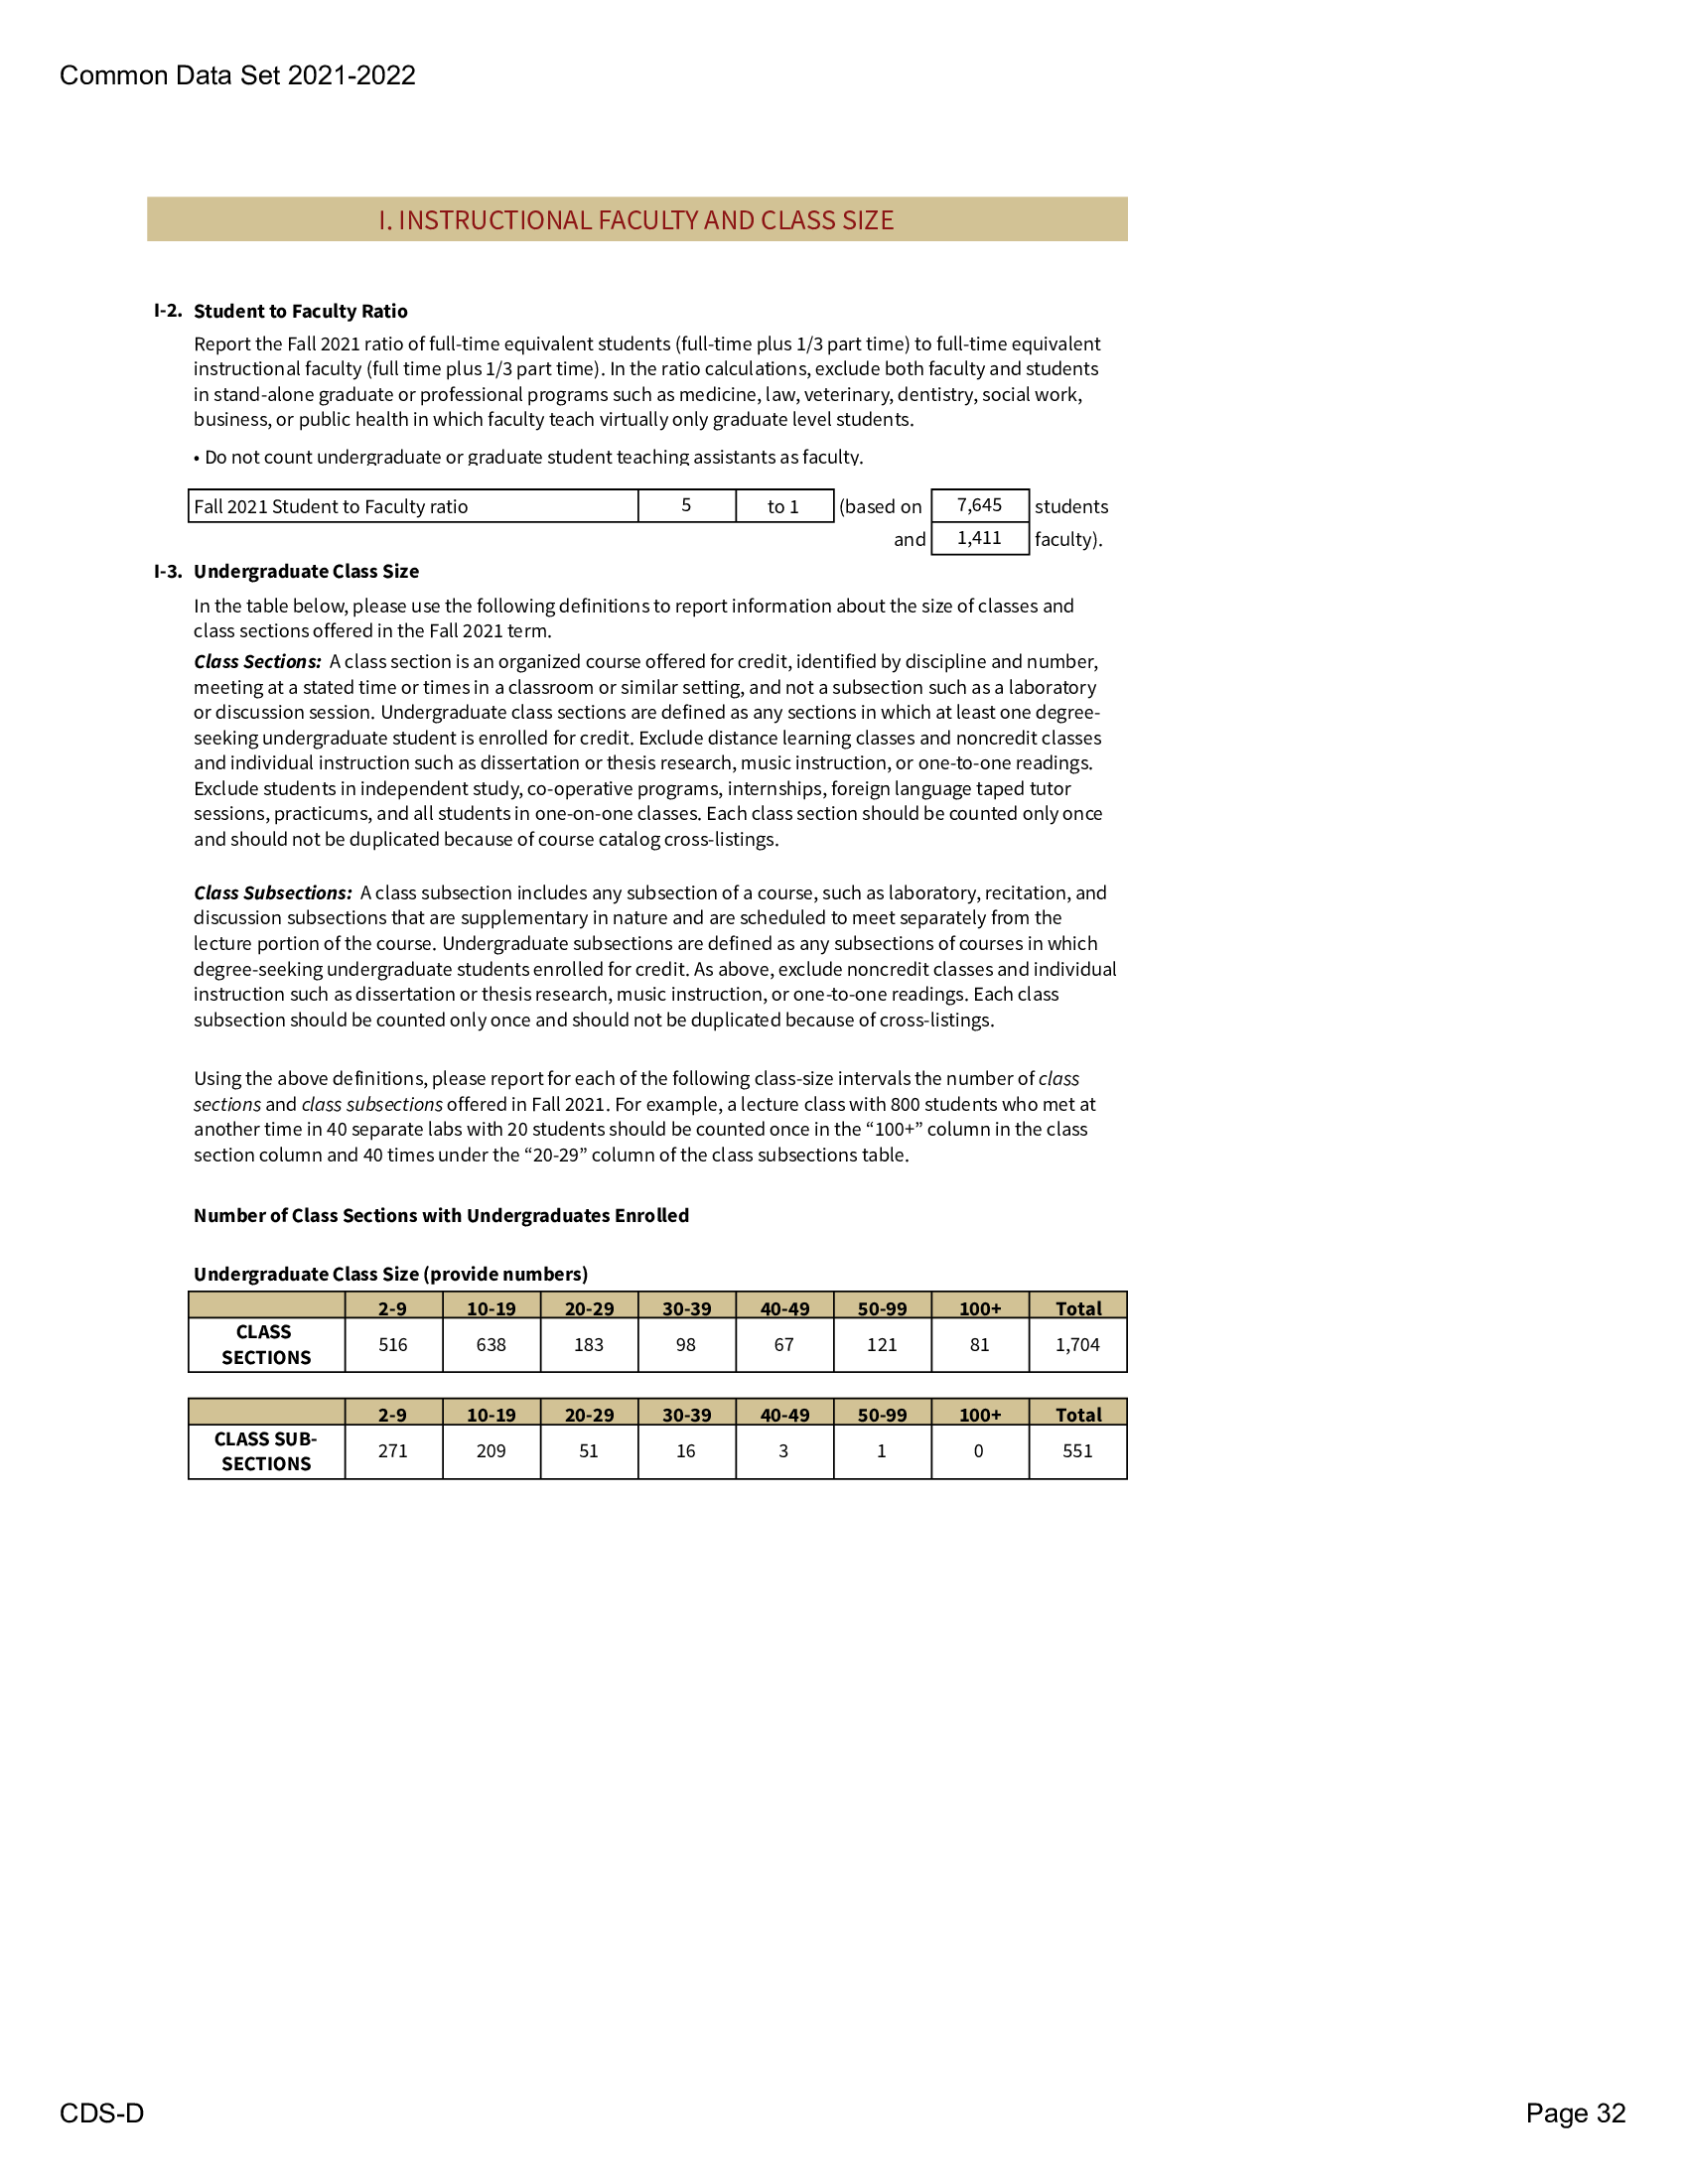 Common Data Set 2021-2022
I. INSTRUCTIONAL FACULTY AND CLASS SIZE
I-2. Student to Faculty Ratio
Report the Fall 2021 ratio of full-time equivalent students (full-time plus 1/3 part time) to full-time equivalent
instructional faculty (full time plus 1/3 part time). In the ratio calculations, exclude both faculty and students
in stand-alone graduate or professional programs such as medicine, law, veterinary, dentistry, social work,
business, or public health in which faculty teach virtually only graduate level students.
• Do not count undergraduate or graduate student teaching assistants as faculty.
Fall 2021 Student to Faculty ratio 5 to 1 (based on 7,645 students
and 1,411 faculty).
I-3. Undergraduate Class Size
In the table below, please use the following definitions to report information about the size of classes and
class sections offered in the Fall 2021 term.
Class Sections: A class section is an organized course offered for credit, identified by discipline and number,
meeting at a stated time or times in a classroom or similar setting, and not a subsection such as a laboratory
or discussion session. Undergraduate class sections are defined as any sections in which at least one degree-
seeking undergraduate student is enrolled for credit. Exclude distance learning classes and noncredit classes
and individual instruction such as dissertation or thesis research, music instruction, or one-to-one readings.
Exclude students in independent study, co-operative programs, internships, foreign language taped tutor
sessions, practicums, and all students in one-on-one classes. Each class section should be counted only once
and should not be duplicated because of course catalog cross-listings.
Class Subsections: A class subsection includes any subsection of a course, such as laboratory, recitation, and
discussion subsections that are supplementary in nature and are scheduled to meet separately from the
lecture portion of the course. Undergraduate subsections are defined as any subsections of courses in which
degree-seeking undergraduate students enrolled for credit. As above, exclude noncredit classes and individual
instruction such as dissertation or thesis research, music instruction, or one-to-one readings. Each class
subsection should be counted only once and should not be duplicated because of cross-listings.
Using the above definitions, please report for each of the following class-size intervals the number of class
sections and class subsections offered in Fall 2021. For example, a lecture class with 800 students who met at
another time in 40 separate labs with 20 students should be counted once in the “100+” column in the class
section column and 40 times under the “20-29” column of the class subsections table.
Number of Class Sections with Undergraduates Enrolled
Undergraduate Class Size (provide numbers)
2-9 10-19 20-29 30-39 40-49 50-99 100+ Total
CLASS
SECTIONS 516 638 183 98 67 121 81 1,704
2-9 10-19 20-29 30-39 40-49 50-99 100+ Total
CLASS SUB-
SECTIONS 271 209 51 16 3 1 0 551
CDS-D Page 32